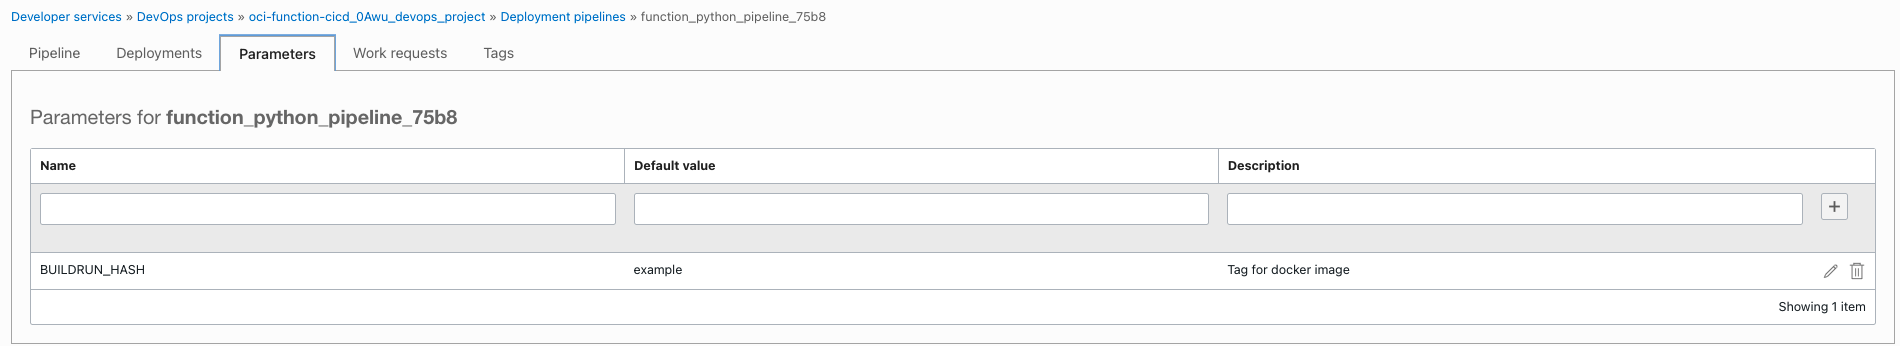 Developer services » DevOps projects » oci-function-cicd_0Awu_devops_project » Deployment pipelines » function_python_pipeline_75b8
Pipeline Deployments Parameters Work requests Tags
Parameters for function_python_pipeline_75b8
Name Default value Description
+
BUILDRUN_HASH example Tag for docker image
Showing 1 item